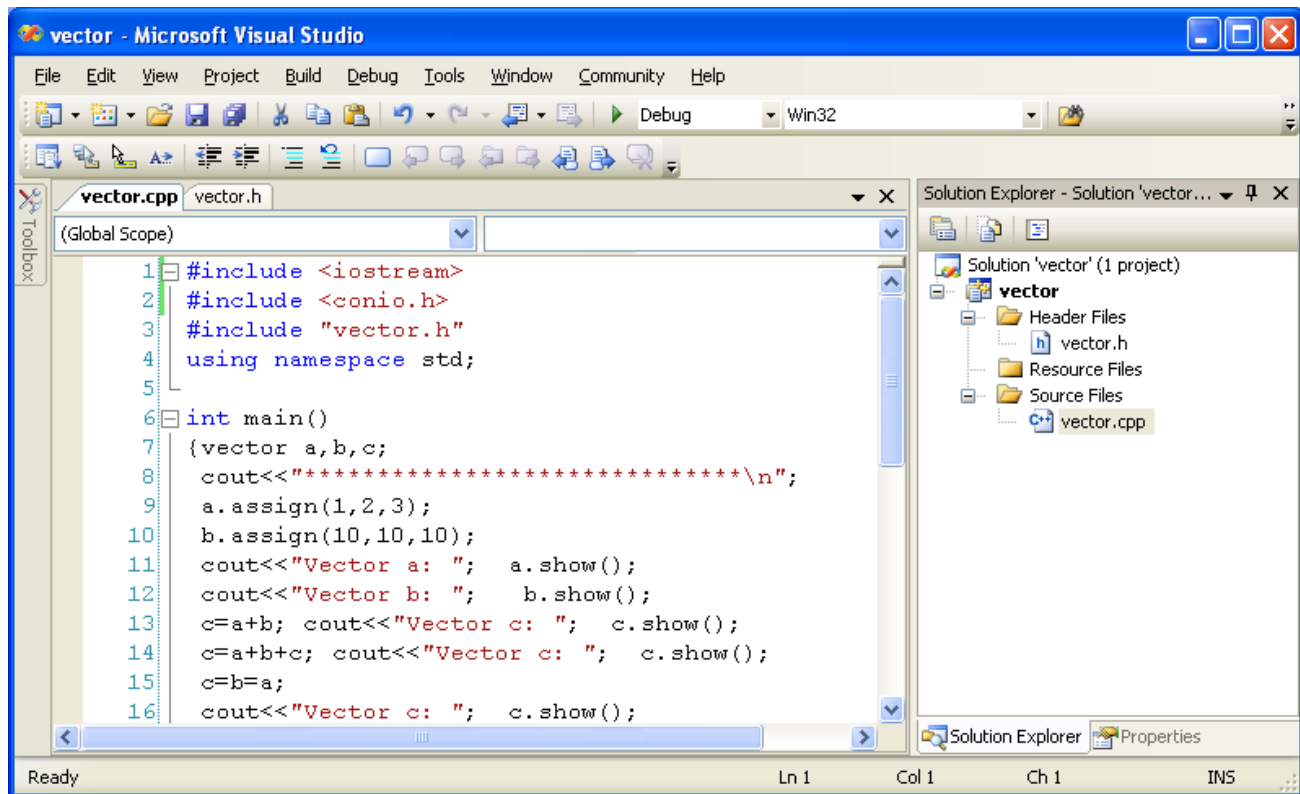 vector - Microsoft Visual Studio
File Edit View Project Build Debug Tools Window Community Help
Debug Win32
Toolbox
vector.cpp vector.h
(Global Scope)
1 #include <iostream>
2 #include <conio.h>
3 #include "vector.h"
4 using namespace std;
5
6 int main()
7 {vector a,b,c;
8 cout<<"******************************\n";
9 a.assign(1,2,3);
10 b.assign(10,10,10);
11 cout<<"Vector a: ";  a.show();
12 cout<<"Vector b: ";   b.show();
13 c=a+b; cout<<"Vector c: ";  c.show();
14 c=a+b+c; cout<<"Vector c: ";  c.show();
15 c=b=a;
16 cout<<"Vector c: ";  c.show();
Solution Explorer - Solution 'vector...
Solution 'vector' (1 project)
vector
Header Files
vector.h
Resource Files
Source Files
vector.cpp
Solution Explorer Properties
Ready Ln 1 Col 1 Ch 1 INS